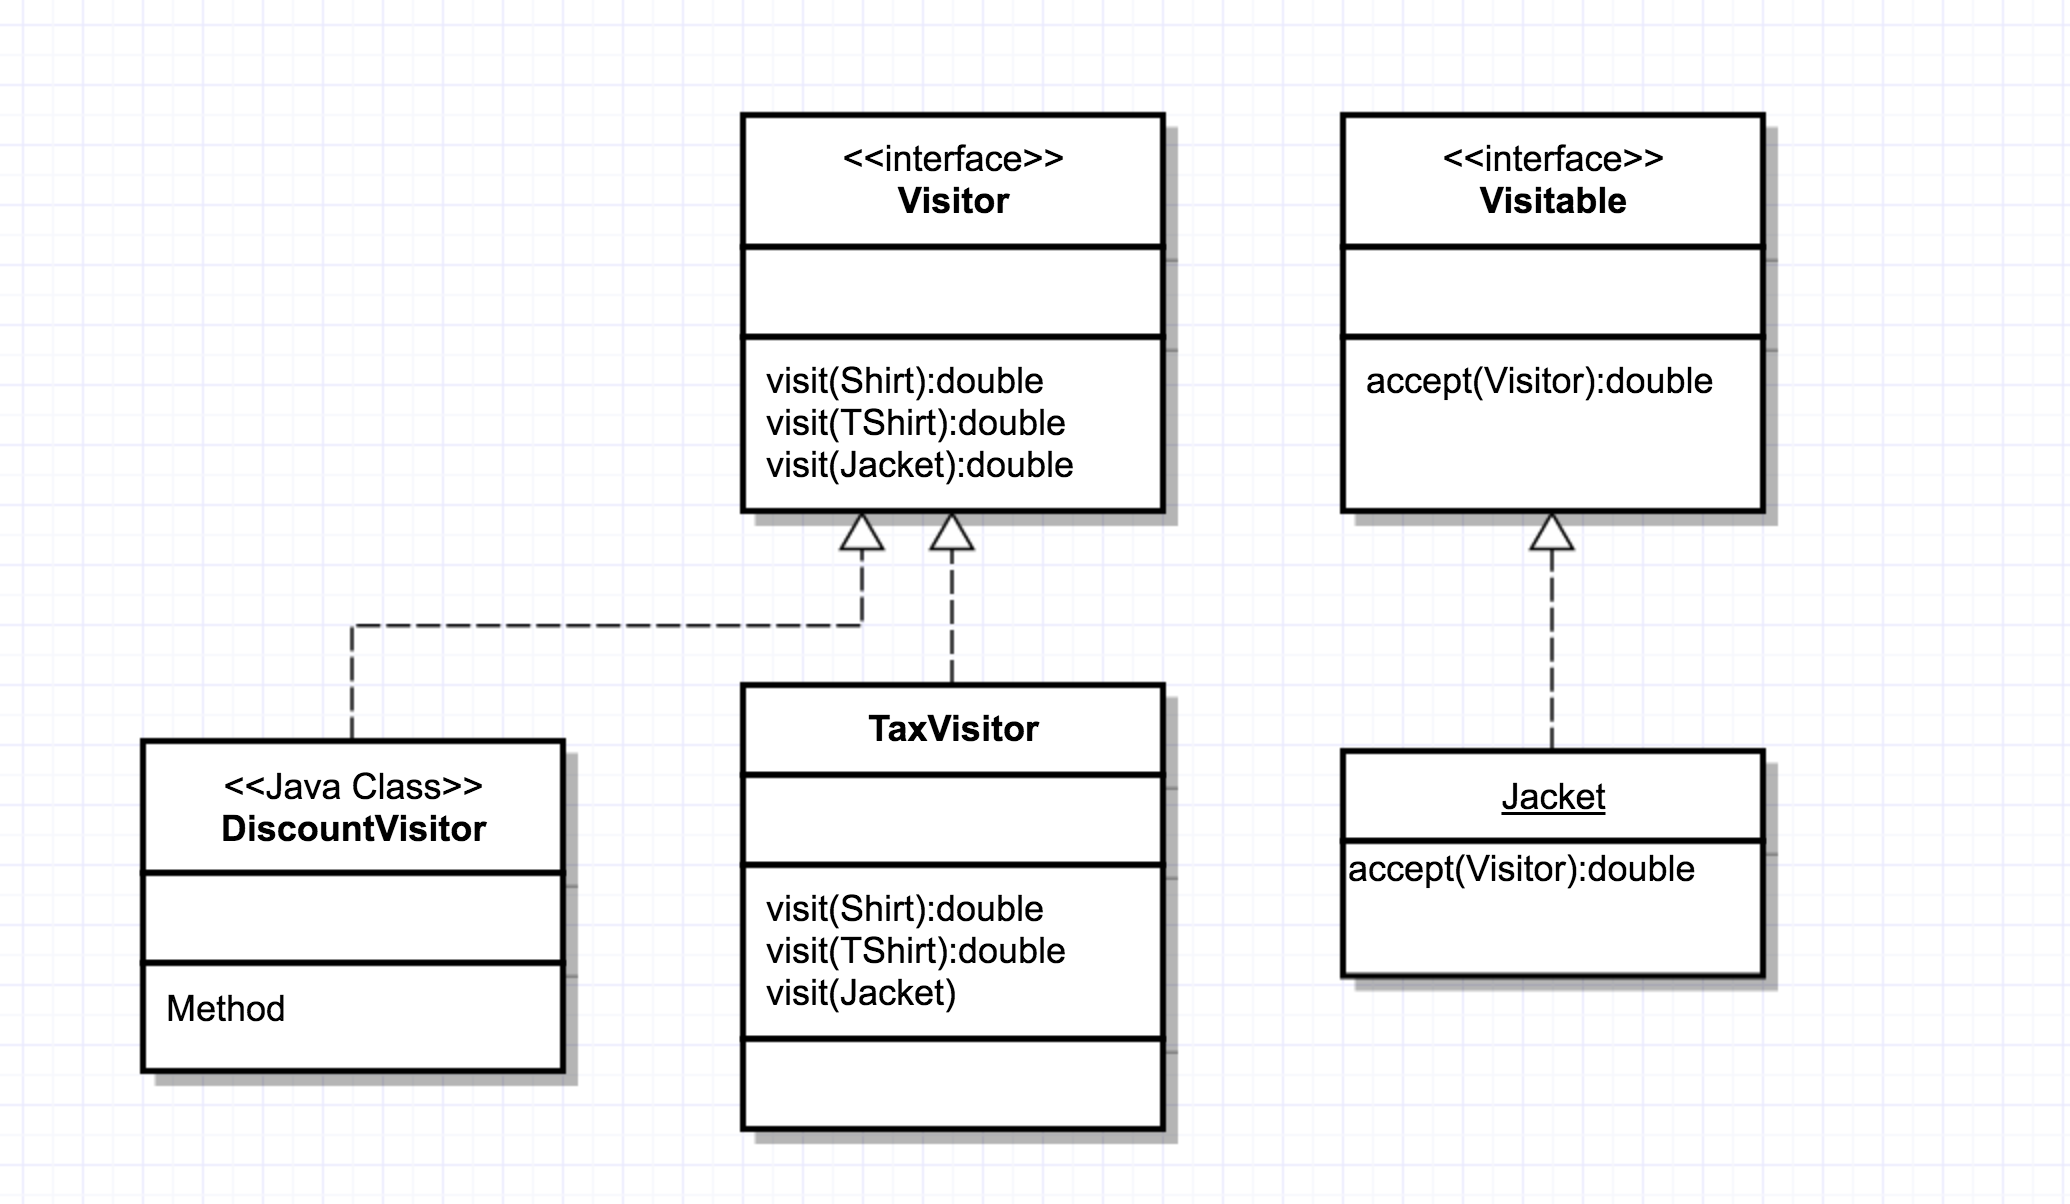 <<interface>>
Visitor
visit(Shirt):double
visit(TShirt):double
visit(Jacket):double
<<interface>>
Visitable
accept(Visitor):double
<<Java Class>>
DiscountVisitor
Method
TaxVisitor
visit(Shirt):double
visit(TShirt):double
visit(Jacket)
Jacket
accept(Visitor):double